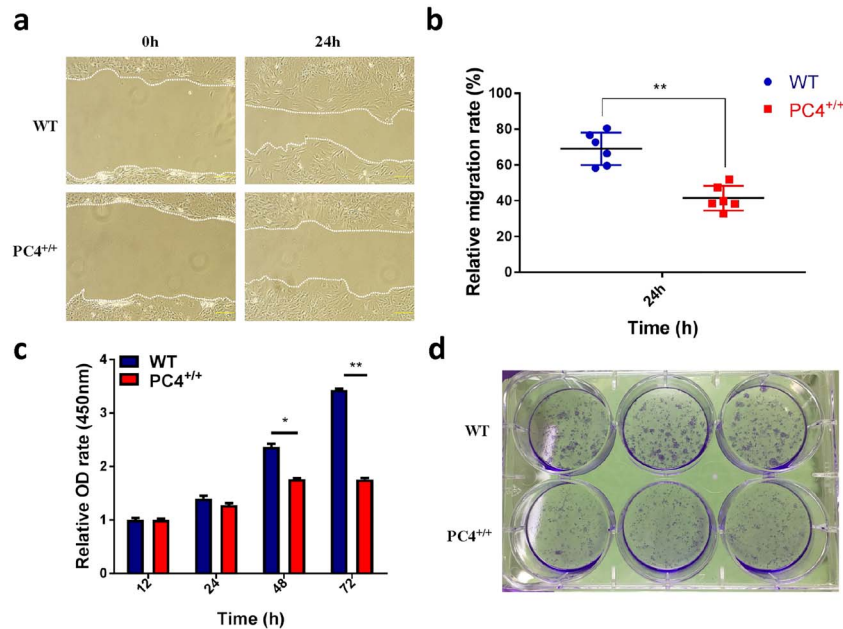 a
0h 24h
WT
PC4+/+
b
Relative migration rate (%)
100
80
60
40
20
0
**
WT
PC4+/+
24h
Time (h)
c
Relative OD rate (450nm)
4
3
2
1
0
WT
PC4+/+
*
**
12 24 48 72
Time (h)
d
WT
PC4+/+